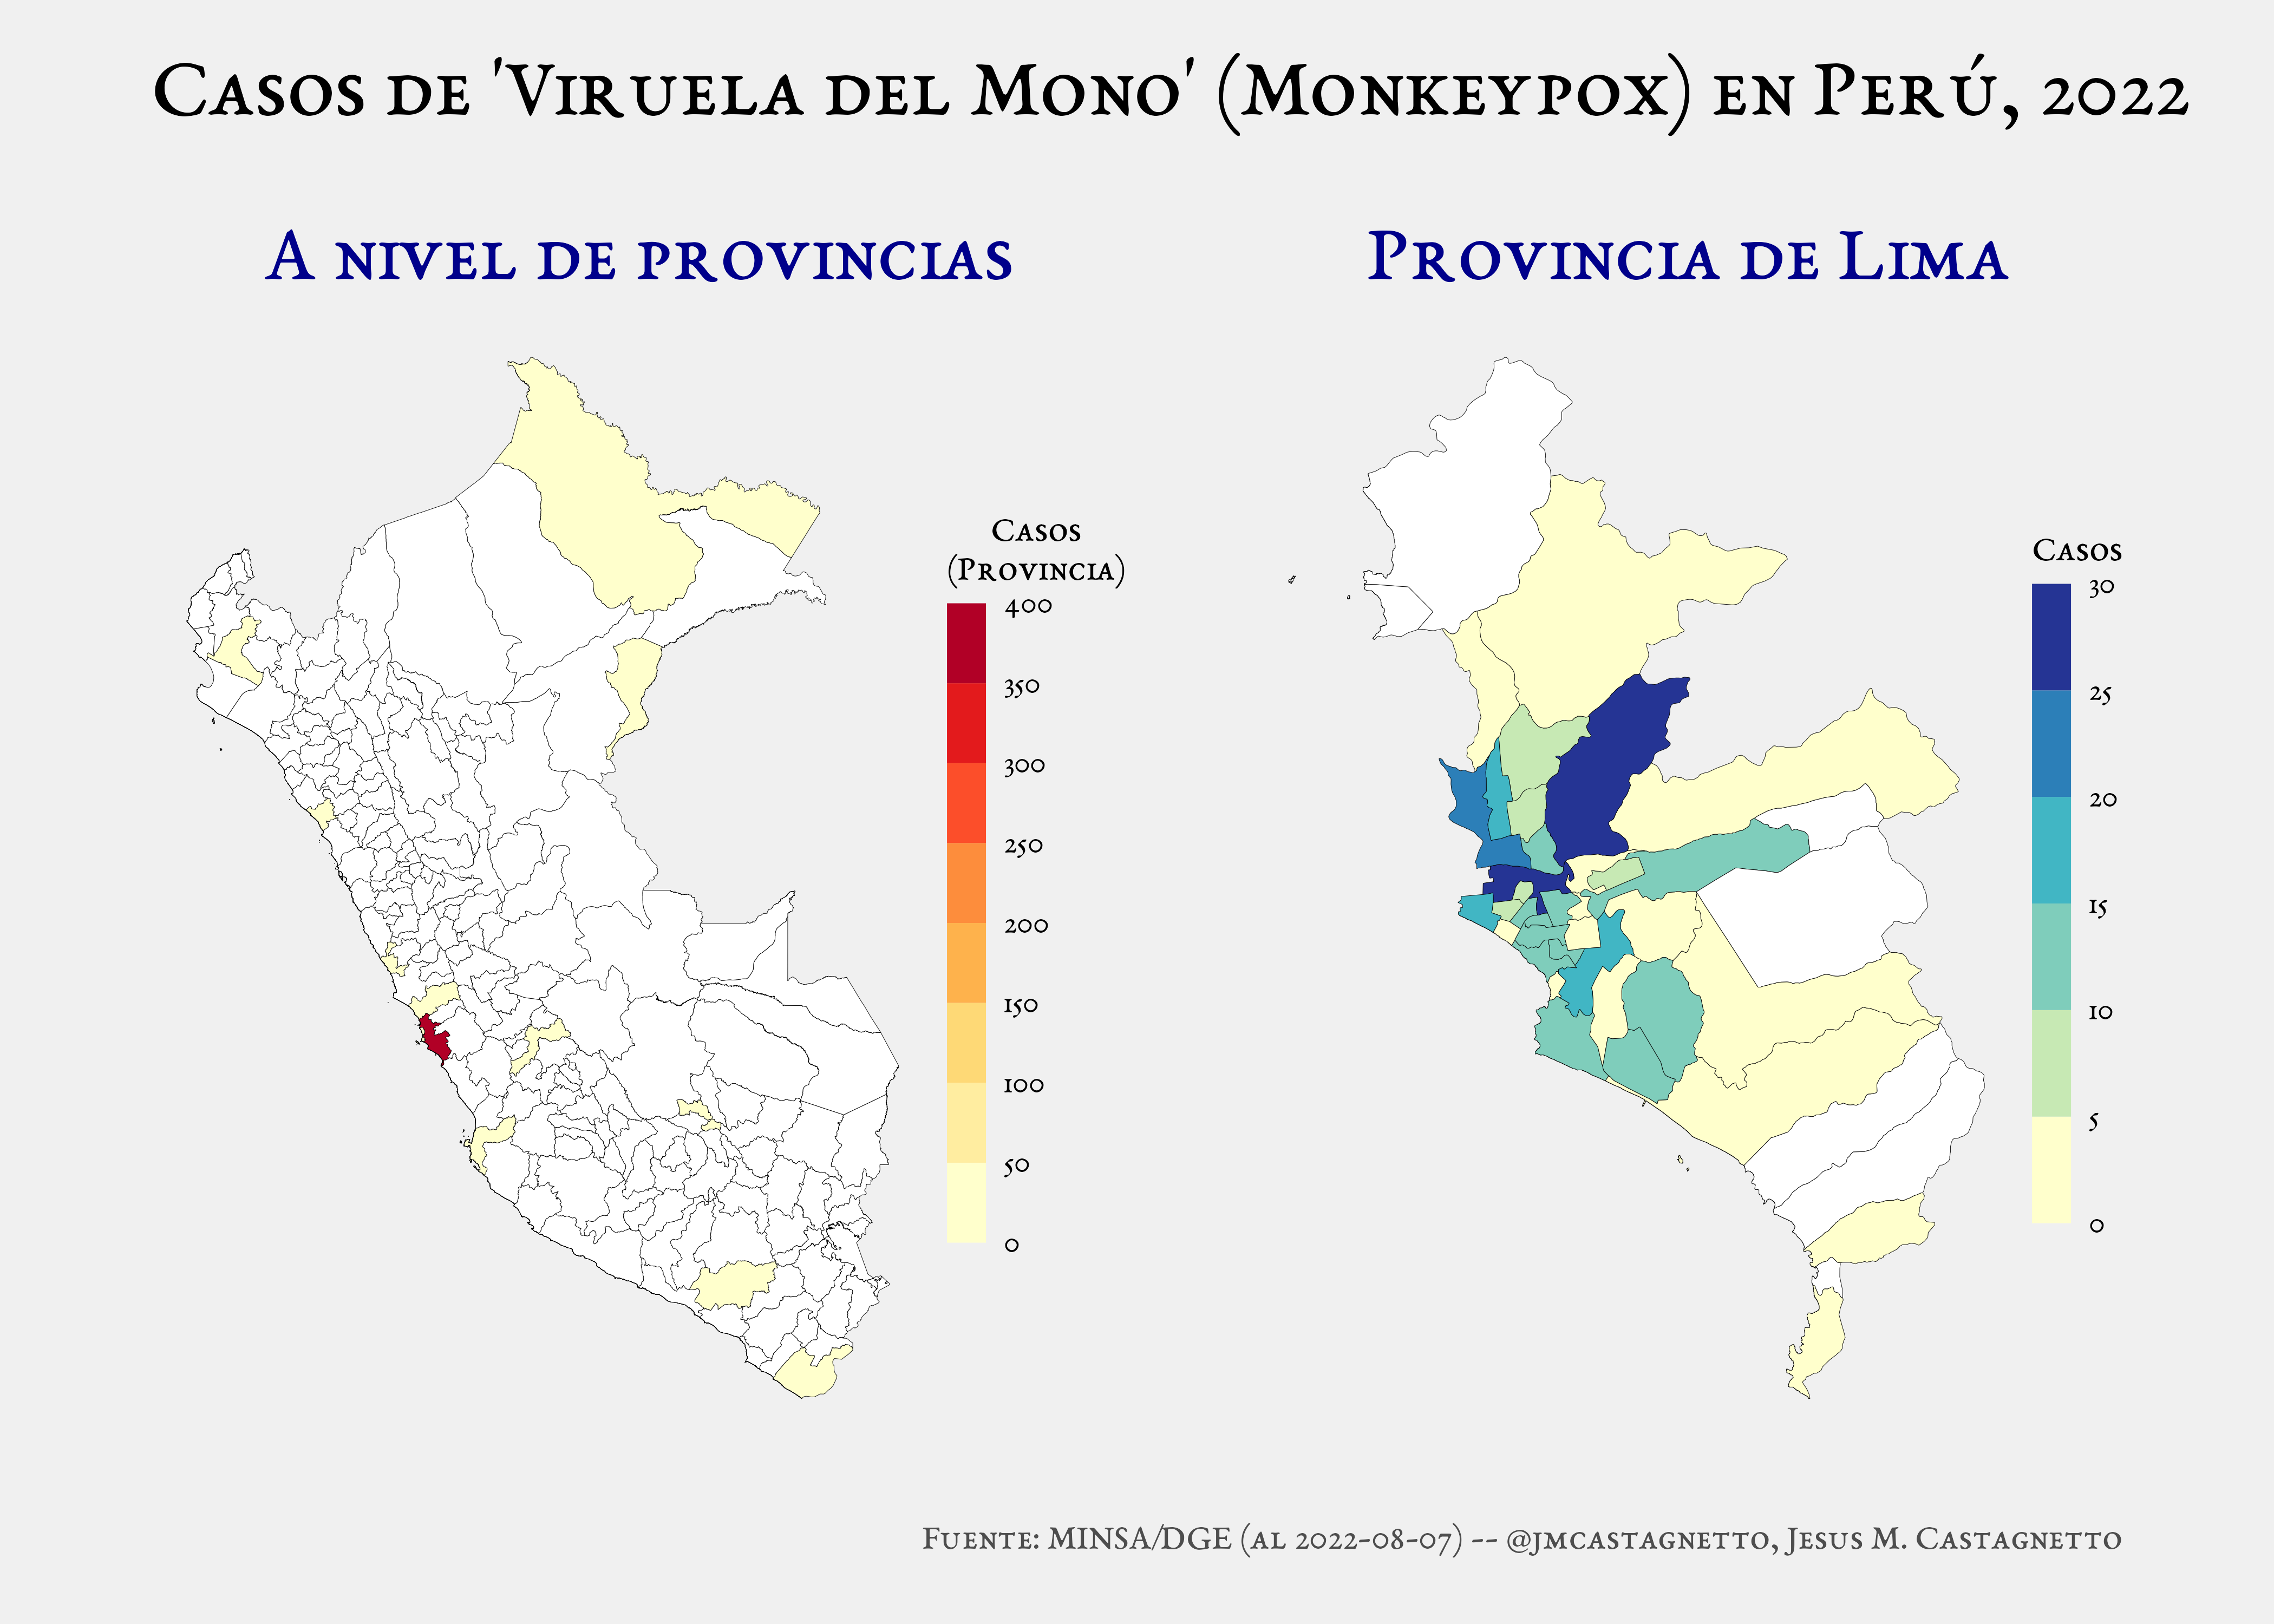 Casos de 'Viruela del Mono' (Monkeypox) en Perú, 2022
A nivel de provincias
Provincia de Lima
Casos
(Provincia)
400
350
300
250
200
150
100
50
0
Casos
30
25
20
15
10
5
0
Fuente: MINSA/DGE (al 2022-08-07) -- @jmcastagnetto, Jesus M. Castagnetto